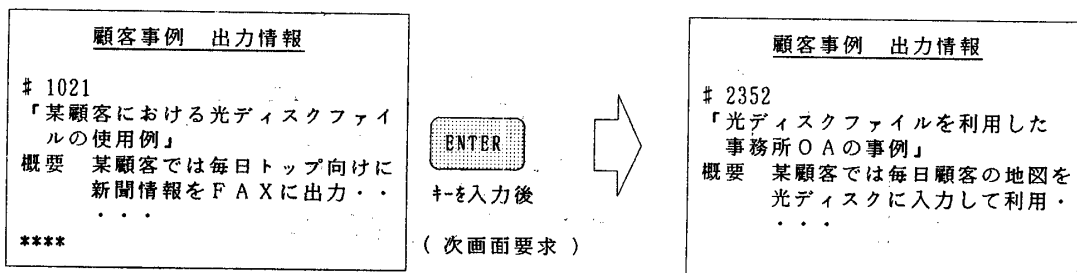 顧客事例 出力情報
# 1021
『某顧客における光ディスクファイ
ルの使用例』
概要 某顧客では毎日トップ向けに
新聞情報をＦＡＸに出力・・
・・・
****
ENTER
ｷｰを入力後
( 次画面要求 )
顧客事例 出力情報
# 2352
『光ディスクファイルを利用した
事務所ＯＡの事例』
概要 某顧客では毎日顧客の地図を
光ディスクに入力して利用・
・・・